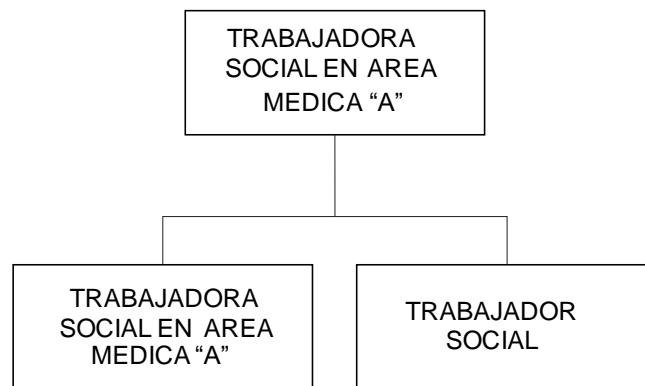 TRABAJADORA
SOCIAL EN AREA
MEDICA “A”
TRABAJADORA
SOCIAL EN AREA
MEDICA “A”
TRABAJADOR
SOCIAL